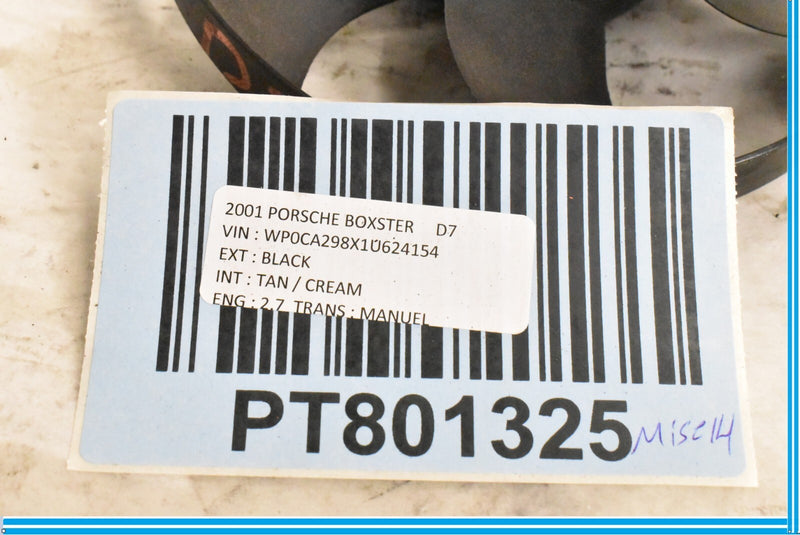 2001 PORSCHE BOXSTER D7
VIN : WP0CA298X1U624154
EXT : BLACK
INT : TAN / CREAM
ENG : 2.7 TRANS : MANUEL
PT801325
Misc14